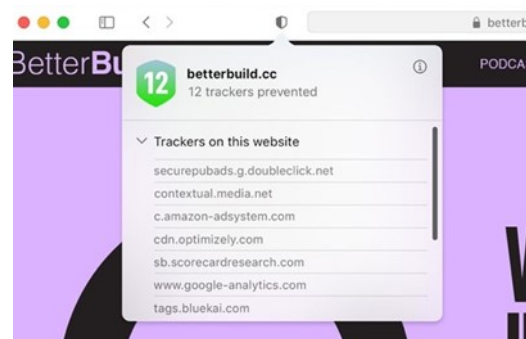 betterb
BetterBu
PODCA
12
betterbuild.cc
12 trackers prevented
Trackers on this website
securepubads.g.doubleclick.net
contextual.media.net
c.amazon-adsystem.com
cdn.optimizely.com
sb.scorecardresearch.com
www.google-analytics.com
tags.bluekai.com